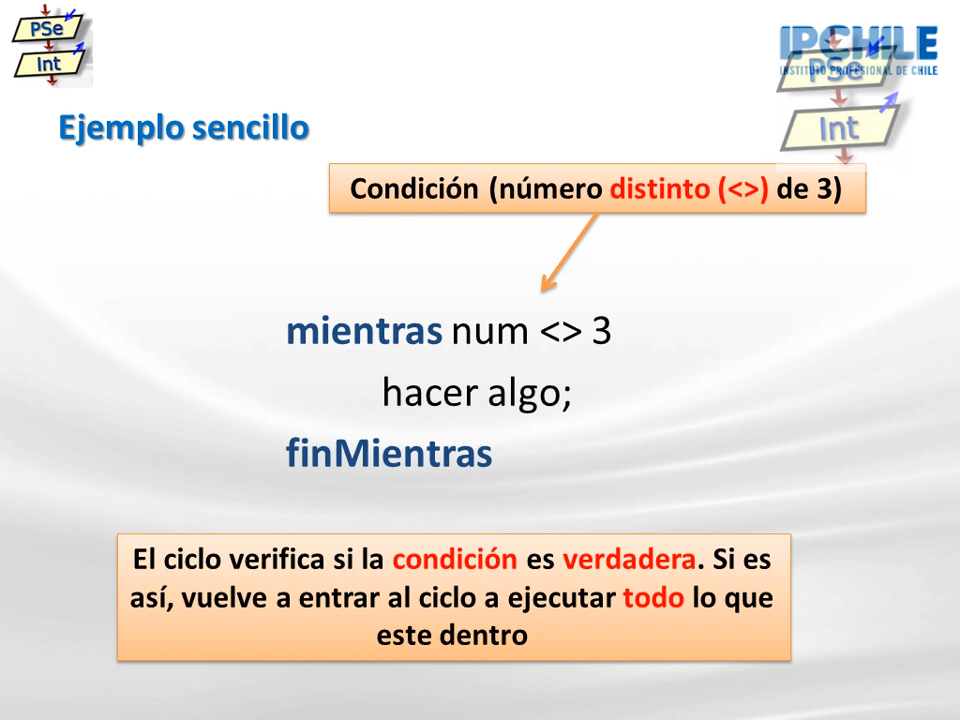 PSe
Int
IPCHILE
INSTITUTO PROFESIONAL DE CHILE
PSe
Int
Ejemplo sencillo
Condición (número distinto (<>) de 3)
mientras num <> 3
hacer algo;
finMientras
El ciclo verifica si la condición es verdadera. Si es
así, vuelve a entrar al ciclo a ejecutar todo lo que
este dentro